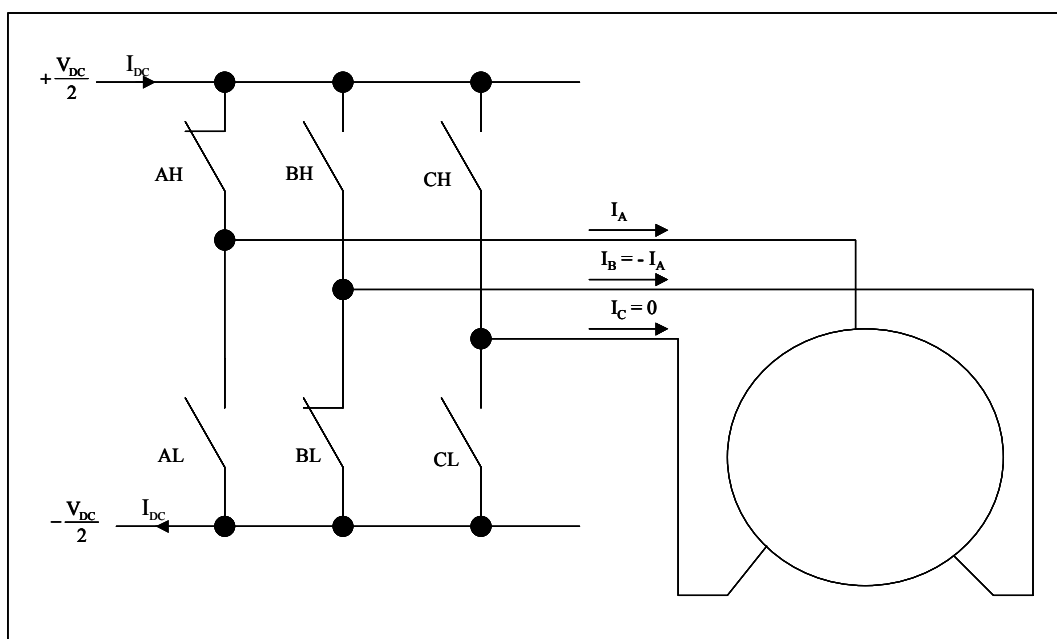 + V_DC / 2
I_DC
AH
BH
CH
I_A
I_B = - I_A
I_C = 0
AL
BL
CL
- V_DC / 2
I_DC